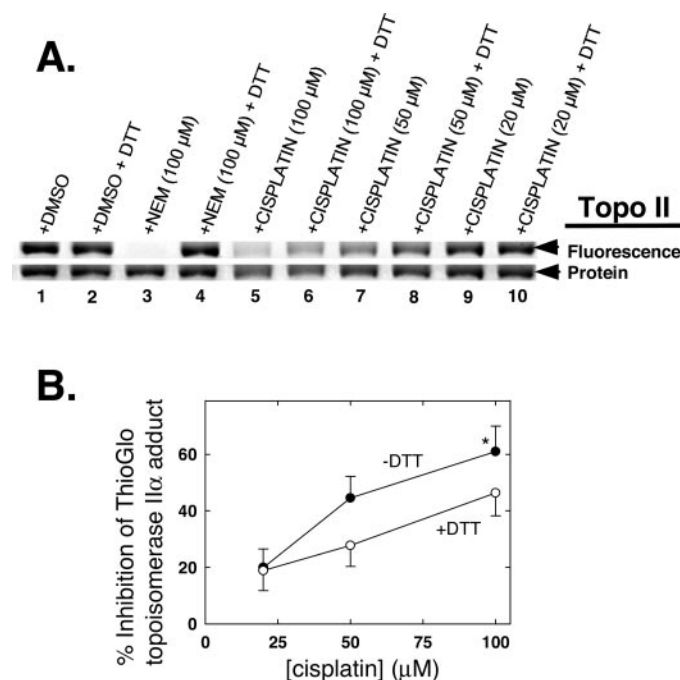 A.
+DMSO
+DMSO + DTT
+NEM (100 µM)
+NEM (100 µM) + DTT
+CISPLATIN (100 µM)
+CISPLATIN (100 µM) + DTT
+CISPLATIN (50 µM)
+CISPLATIN (50 µM) + DTT
+CISPLATIN (20 µM)
+CISPLATIN (20 µM) + DTT
Topo II
Fluorescence
Protein
1 2 3 4 5 6 7 8 9 10
B.
% Inhibition of ThioGlo
topoisomerase IIα adduct
60
40
20
0
*
-DTT
+DTT
0 25 50 75 100
[cisplatin] (µM)